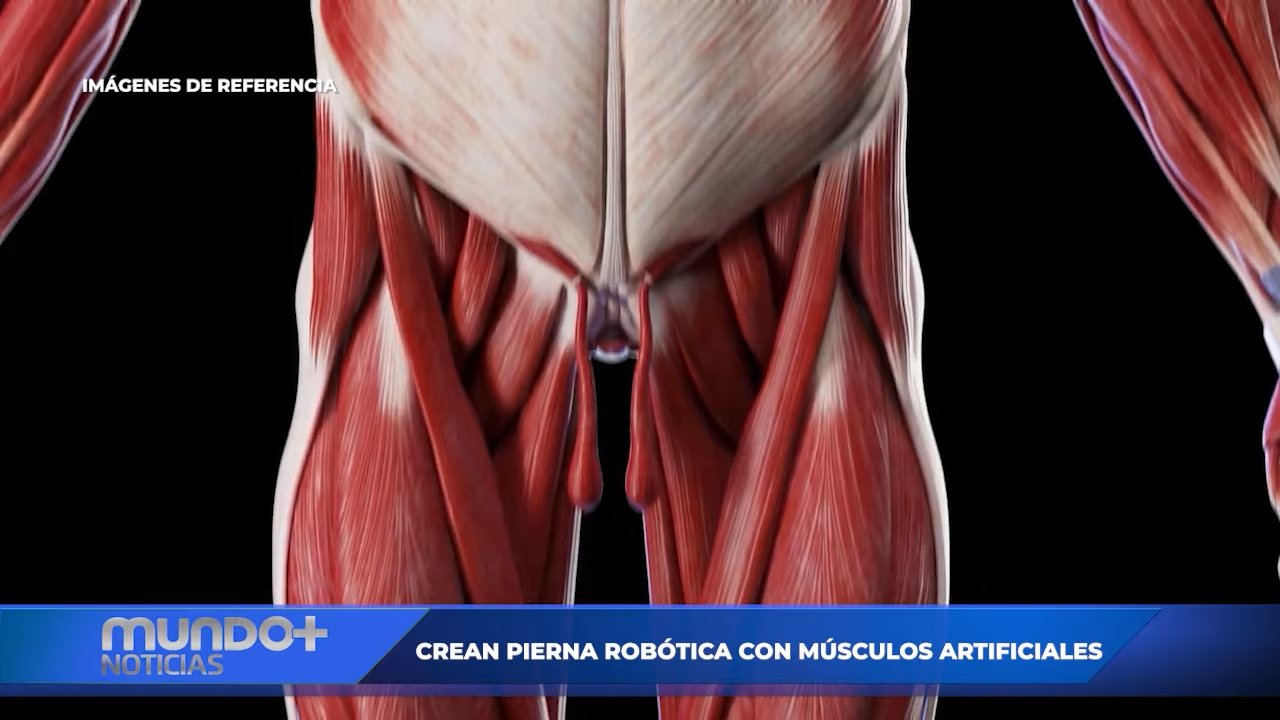 IMÁGENES DE REFERENCIA
MUNDO+
NOTICIAS
CREAN PIERNA ROBÓTICA CON MÚSCULOS ARTIFICIALES